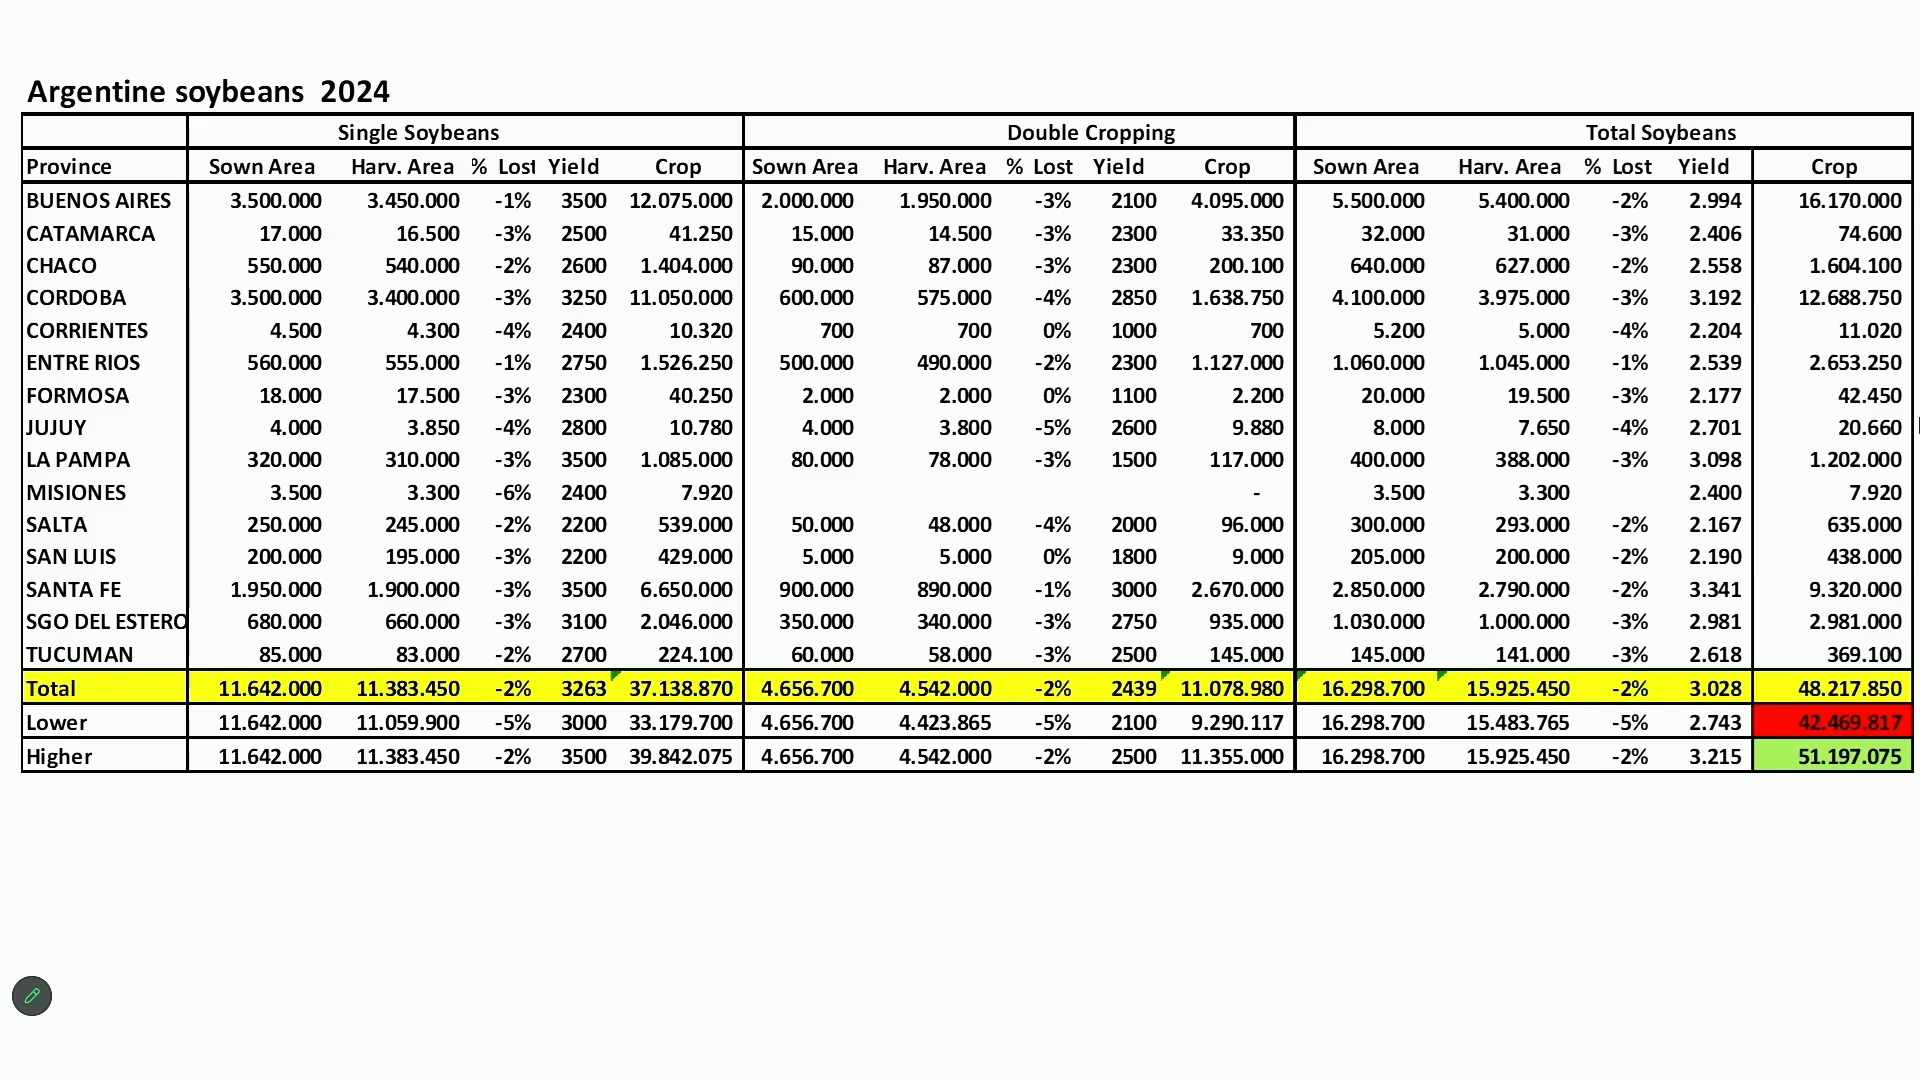 Argentine soybeans 2024
Single Soybeans Double Cropping Total Soybeans
Province Sown Area Harv. Area % Lost Yield Crop Sown Area Harv. Area % Lost Yield Crop Sown Area Harv. Area % Lost Yield Crop
BUENOS AIRES 3.500.000 3.450.000 -1% 3500 12.075.000 2.000.000 1.950.000 -3% 2100 4.095.000 5.500.000 5.400.000 -2% 2.994 16.170.000
CATAMARCA 17.000 16.500 -3% 2500 41.250 15.000 14.500 -3% 2300 33.350 32.000 31.000 -3% 2.406 74.600
CHACO 550.000 540.000 -2% 2600 1.404.000 90.000 87.000 -3% 2300 200.100 640.000 627.000 -2% 2.558 1.604.100
CORDOBA 3.500.000 3.400.000 -3% 3250 11.050.000 600.000 575.000 -4% 2850 1.638.750 4.100.000 3.975.000 -3% 3.192 12.688.750
CORRIENTES 4.500 4.300 -4% 2400 10.320 700 700 0% 1000 700 5.200 5.000 -4% 2.204 11.020
ENTRE RIOS 560.000 555.000 -1% 2750 1.526.250 500.000 490.000 -2% 2300 1.127.000 1.060.000 1.045.000 -1% 2.539 2.653.250
FORMOSA 18.000 17.500 -3% 2300 40.250 2.000 2.000 0% 1100 2.200 20.000 19.500 -3% 2.177 42.450
JUJUY 4.000 3.850 -4% 2800 10.780 4.000 3.800 -5% 2600 9.880 8.000 7.650 -4% 2.701 20.660
LA PAMPA 320.000 310.000 -3% 3500 1.085.000 80.000 78.000 -3% 1500 117.000 400.000 388.000 -3% 3.098 1.202.000
MISIONES 3.500 3.300 -6% 2400 7.920 - 3.500 3.300 2.400 7.920
SALTA 250.000 245.000 -2% 2200 539.000 50.000 48.000 -4% 2000 96.000 300.000 293.000 -2% 2.167 635.000
SAN LUIS 200.000 195.000 -3% 2200 429.000 5.000 5.000 0% 1800 9.000 205.000 200.000 -2% 2.190 438.000
SANTA FE 1.950.000 1.900.000 -3% 3500 6.650.000 900.000 890.000 -1% 3000 2.670.000 2.850.000 2.790.000 -2% 3.341 9.320.000
SGO DEL ESTERO 680.000 660.000 -3% 3100 2.046.000 350.000 340.000 -3% 2750 935.000 1.030.000 1.000.000 -3% 2.981 2.981.000
TUCUMAN 85.000 83.000 -2% 2700 224.100 60.000 58.000 -3% 2500 145.000 145.000 141.000 -3% 2.618 369.100
Total 11.642.000 11.383.450 -2% 3263 37.138.870 4.656.700 4.542.000 -2% 2439 11.078.980 16.298.700 15.925.450 -2% 3.028 48.217.850
Lower 11.642.000 11.059.900 -5% 3000 33.179.700 4.656.700 4.423.865 -5% 2100 9.290.117 16.298.700 15.483.765 -5% 2.743 42.469.817
Higher 11.642.000 11.383.450 -2% 3500 39.842.075 4.656.700 4.542.000 -2% 2500 11.355.000 16.298.700 15.925.450 -2% 3.215 51.197.075